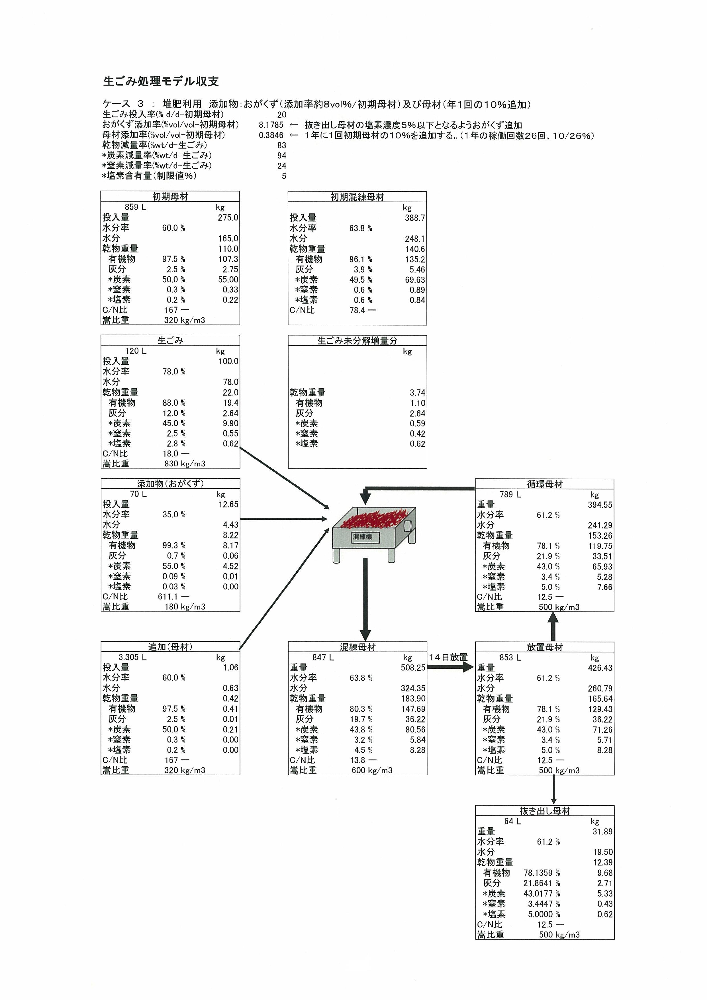 生ごみ処理モデル収支
ケース 3 : 堆肥利用 添加物:おがくず(添加率約8vol%/初期母材)及び母材(年1回の10%追加)
生ごみ投入率(% d/d-初期母材) 20
おがくず添加率(%vol/vol-初期母材) 8.1785 ← 抜き出し母材の塩素濃度5%以下となるようおがくず追加
母材添加率(%vol/vol-初期母材) 0.3846 ← 1年に1回初期母材の10%を追加する。(1年の稼働回数26回、10/26%)
乾物減量率(%wt/d-生ごみ) 83
*炭素減量率(%wt/d-生ごみ) 94
*窒素減量率(%wt/d-生ごみ) 24
*塩素含有量(制限値%) 5
初期母材
859 L kg
投入量 275.0
水分率 60.0 %
水分 165.0
乾物重量 110.0
有機物 97.5 % 107.3
灰分 2.5 % 2.75
*炭素 50.0 % 55.00
*窒素 0.3 % 0.33
*塩素 0.2 % 0.22
C/N比 167 ―
嵩比重 320 kg/m3
初期混練母材
kg
投入量 388.7
水分率 63.8 %
水分 248.1
乾物重量 140.6
有機物 96.1 % 135.2
灰分 3.9 % 5.46
*炭素 49.5 % 69.63
*窒素 0.6 % 0.89
*塩素 0.6 % 0.84
C/N比 78.4 ―
生ごみ
120 L kg
投入量 100.0
水分率 78.0 %
水分 78.0
乾物重量 22.0
有機物 88.0 % 19.4
灰分 12.0 % 2.64
*炭素 45.0 % 9.90
*窒素 2.5 % 0.55
*塩素 2.8 % 0.62
C/N比 18.0 ―
嵩比重 830 kg/m3
生ごみ未分解増量分
kg
乾物重量 3.74
有機物 1.10
灰分 2.64
*炭素 0.59
*窒素 0.42
*塩素 0.62
添加物(おがくず)
70 L kg
投入量 12.65
水分率 35.0 %
水分 4.43
乾物重量 8.22
有機物 99.3 % 8.17
灰分 0.7 % 0.06
*炭素 55.0 % 4.52
*窒素 0.09 % 0.01
*塩素 0.03 % 0.00
C/N比 611.1 ―
嵩比重 180 kg/m3
混練機
循環母材
789 L kg
重量 394.55
水分率 61.2 %
水分 241.29
乾物重量 153.26
有機物 78.1 % 119.75
灰分 21.9 % 33.51
*炭素 43.0 % 65.93
*窒素 3.4 % 5.28
*塩素 5.0 % 7.66
C/N比 12.5 ―
嵩比重 500 kg/m3
追加(母材)
3.305 L kg
投入量 1.06
水分率 60.0 %
水分 0.63
乾物重量 0.42
有機物 97.5 % 0.41
灰分 2.5 % 0.01
*炭素 50.0 % 0.21
*窒素 0.3 % 0.00
*塩素 0.2 % 0.00
C/N比 167 ―
嵩比重 320 kg/m3
混練母材
847 L kg
重量 508.25
水分率 63.8 %
水分 324.35
乾物重量 183.90
有機物 80.3 % 147.69
灰分 19.7 % 36.22
*炭素 43.8 % 80.56
*窒素 3.2 % 5.84
*塩素 4.5 % 8.28
C/N比 13.8 ―
嵩比重 600 kg/m3
14日放置
放置母材
853 L kg
重量 426.43
水分率 61.2 %
水分 260.79
乾物重量 165.64
有機物 78.1 % 129.43
灰分 21.9 % 36.22
*炭素 43.0 % 71.26
*窒素 3.4 % 5.71
*塩素 5.0 % 8.28
C/N比 12.5 ―
嵩比重 500 kg/m3
抜き出し母材
64 L kg
重量 31.89
水分率 61.2 %
水分 19.50
乾物重量 12.39
有機物 78.1359 % 9.68
灰分 21.8641 % 2.71
*炭素 43.0177 % 5.33
*窒素 3.4447 % 0.43
*塩素 5.0000 % 0.62
C/N比 12.5 ―
嵩比重 500 kg/m3